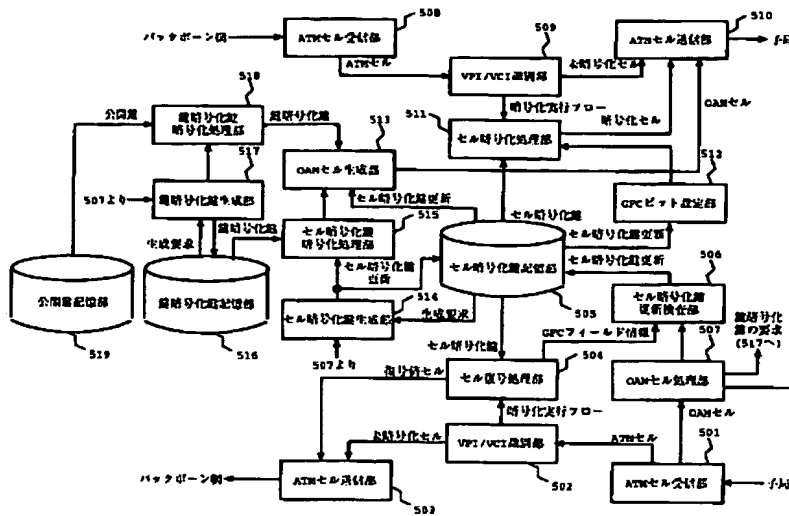 508
バックボーン側
ATMセル受信部
ATMセル
509
VPI/VCI識別部
未暗号化セル
510
ATMセル送信部
子局
518
公開鍵
鍵暗号化鍵
暗号化処理部
鍵暗号化鍵
513
OAMセル生成部
511
暗号化実行フロー
セル暗号化処理部
暗号化セル
OAMセル
517
507より
鍵暗号化鍵生成部
生成要求
鍵暗号化鍵
セル暗号化鍵更新
515
セル暗号化鍵
暗号化処理部
セル暗号化鍵
512
GFCビット設定部
セル暗号化鍵更新
セル暗号化鍵更新
公開鍵記憶部
519
鍵暗号化鍵記憶部
516
セル暗号化鍵
セル暗号化鍵記憶部
505
506
セル暗号化鍵
更新検査部
514
セル暗号化鍵生成部
生成要求
507より
セル暗号化鍵
GFCフィールド情報
507
鍵暗号化
鍵の要求
(517へ)
504
復号済セル
セル復号処理部
OAMセル処理部
暗号化実行フロー
OAMセル
501
未暗号化セル
VPI/VCI識別部
502
ATMセル
バックボーン側
ATMセル送信部
503
ATMセル受信部
子局